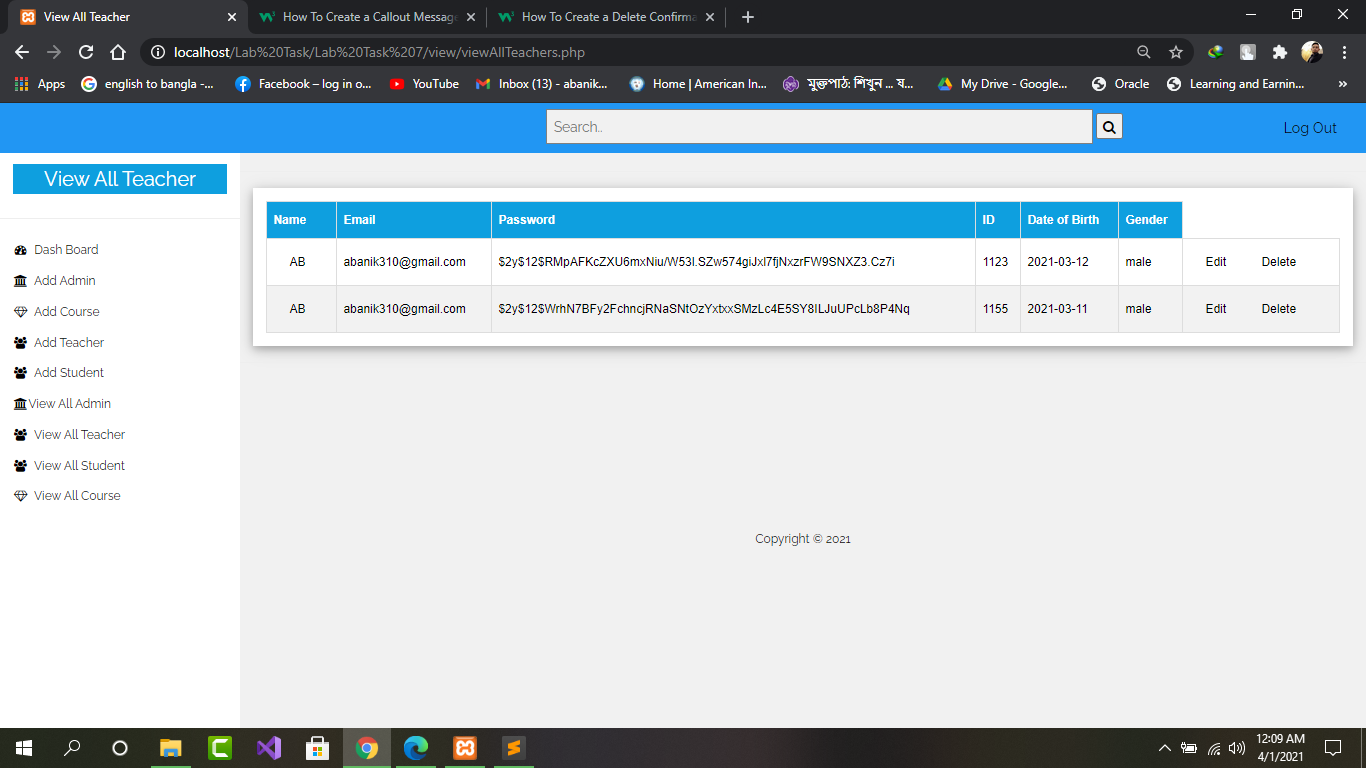 View All Teacher How To Create a Callout Message How To Create a Delete Confirma
localhost/Lab%20Task/Lab%20Task%207/view/viewAllTeachers.php
Apps english to bangla -... Facebook – log in o... YouTube Inbox (13) - abanik... Home | American In... মুক্তপাঠ: শিখুন ... য... My Drive - Google... Oracle Learning and Earnin... »
Search.. Log Out
View All Teacher
Dash Board
Add Admin
Add Course
Add Teacher
Add Student
View All Admin
View All Teacher
View All Student
View All Course
Name Email Password ID Date of Birth Gender
AB abanik310@gmail.com $2y$12$RMpAFKcZXU6mxNiu/W53I.SZw574giJxI7fjNxzrFW9SNXZ3.Cz7i 1123 2021-03-12 male Edit Delete
AB abanik310@gmail.com $2y$12$WrhN7BFy2FchncjRNaSNtOzYxtxxSMzLc4E5SY8ILJuUPcLb8P4Nq 1155 2021-03-11 male Edit Delete
Copyright © 2021
12:09 AM
4/1/2021